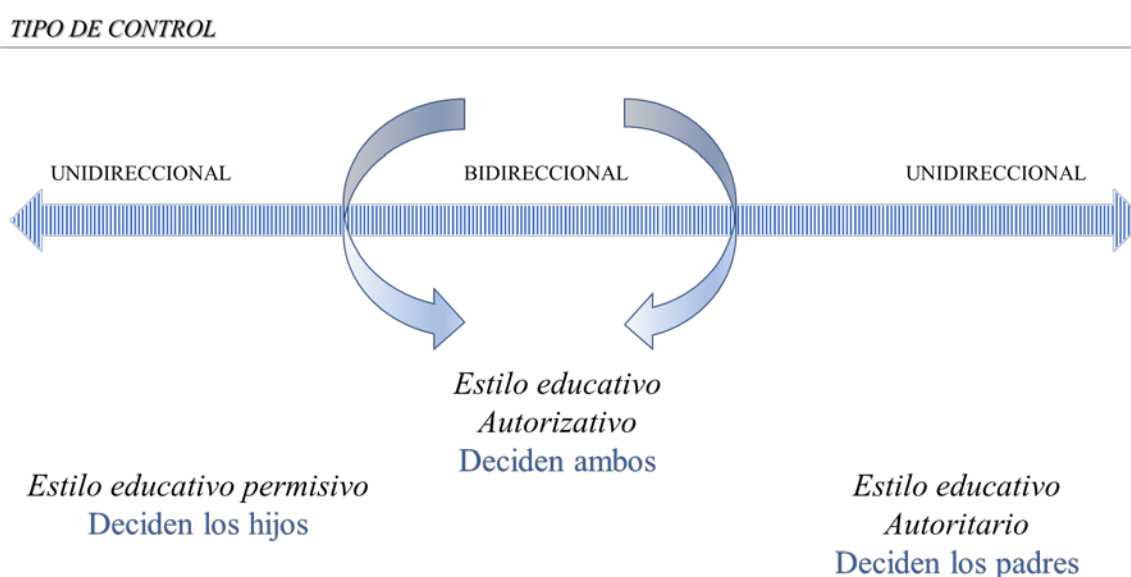 TIPO DE CONTROL
UNIDIRECCIONAL
BIDIRECCIONAL
UNIDIRECCIONAL
Estilo educativo
Autorizativo
Deciden ambos
Estilo educativo permisivo
Deciden los hijos
Estilo educativo
Autoritario
Deciden los padres